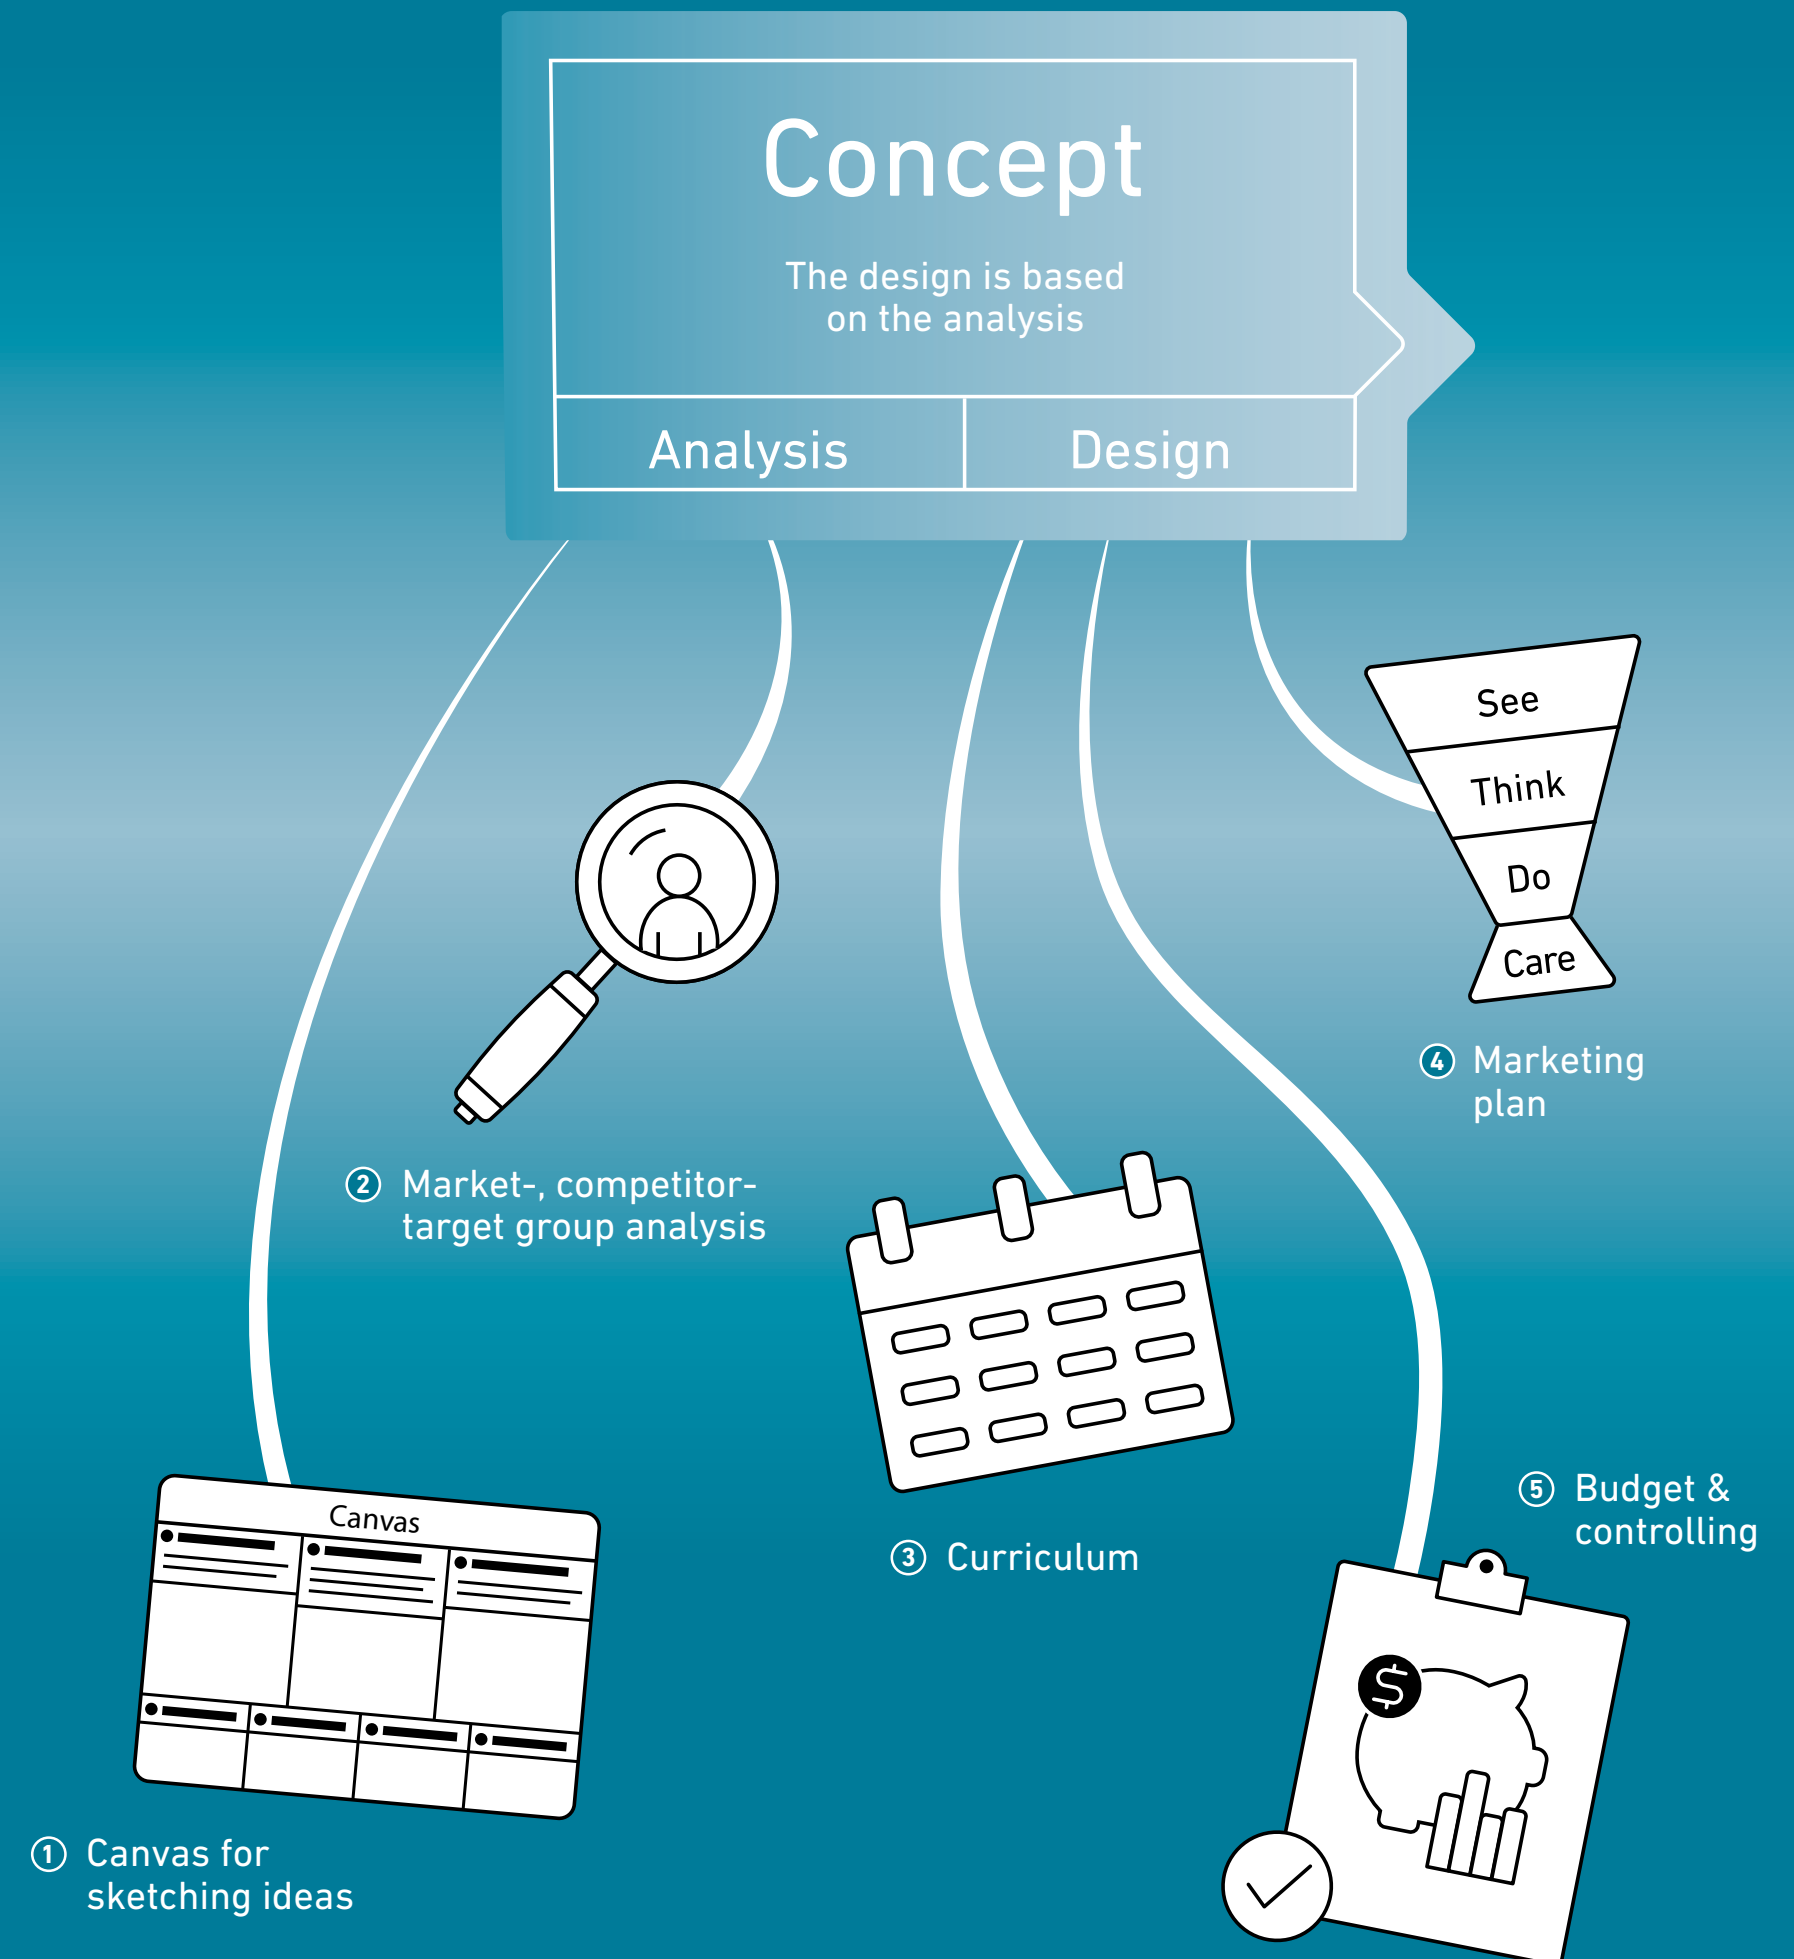 Concept
The design is based
on the analysis
Analysis
Design
See
Think
Do
Care
4 Marketing
plan
2 Market-, competitor-
target group analysis
Canvas
3 Curriculum
5 Budget &
controlling
$
1 Canvas for
sketching ideas